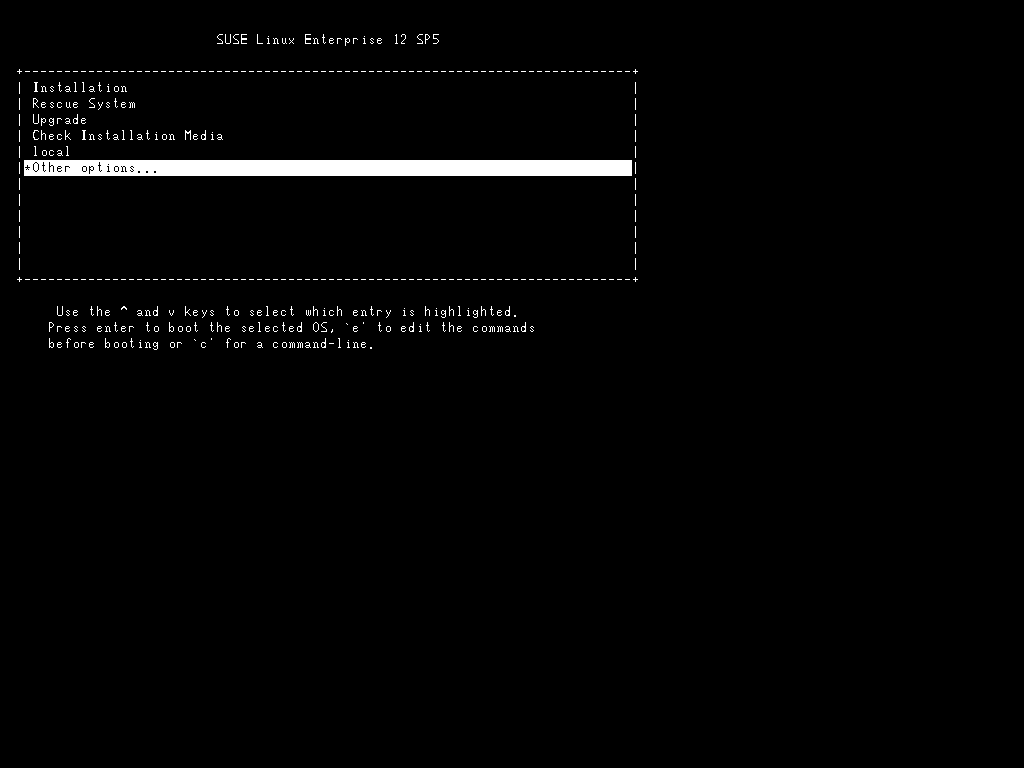 SUSE Linux Enterprise 12 SP5
Installation
Rescue System
Upgrade
Check Installation Media
local
*Other options...
Use the ^ and v keys to select which entry is highlighted.
Press enter to boot the selected OS, `e' to edit the commands
before booting or `c' for a command-line.